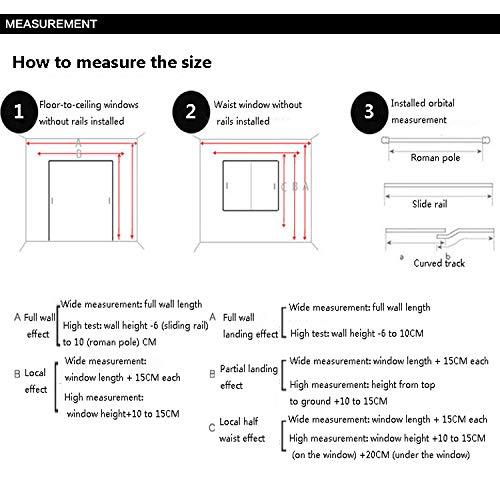 MEASUREMENT
How to measure the size
1 Floor-to-ceiling windows
without rails installed
A
B
2 Waist window without
rails installed
C B A
3 Installed orbital
measurement
Roman pole
Slide rail
a b
Curved track
A Full wall
effect
Wide measurement: full wall length
High test: wall height -6 (sliding rail)
to 10 (roman pole) CM
B Local
effect
Wide measurement:
window length + 15CM each
High measurement:
window height+10 to 15CM
A Full wall
landing effect
Wide measurement: full wall length
High test: wall height -6 to 10CM
B Partial landing
effect
Wide measurement: window length + 15CM each
High measurement: height from top
to ground +10 to 15CM
C Local half
waist effect
Wide measurement: window length + 15CM each
High measurement: window height +10 to 15CM
(on the window) +20CM (under the window)